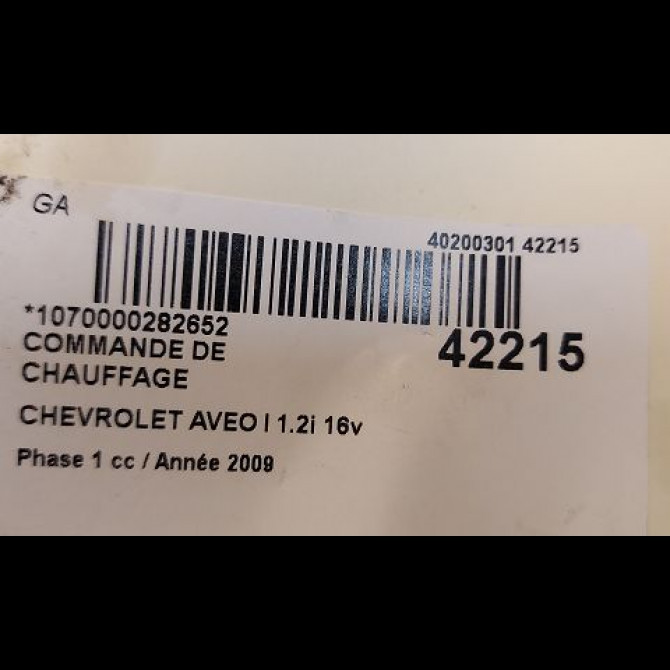 GA
40200301 42215
*1070000282652
42215
COMMANDE DE
CHAUFFAGE
CHEVROLET AVEO I 1.2i 16v
Phase 1 cc / Année 2009